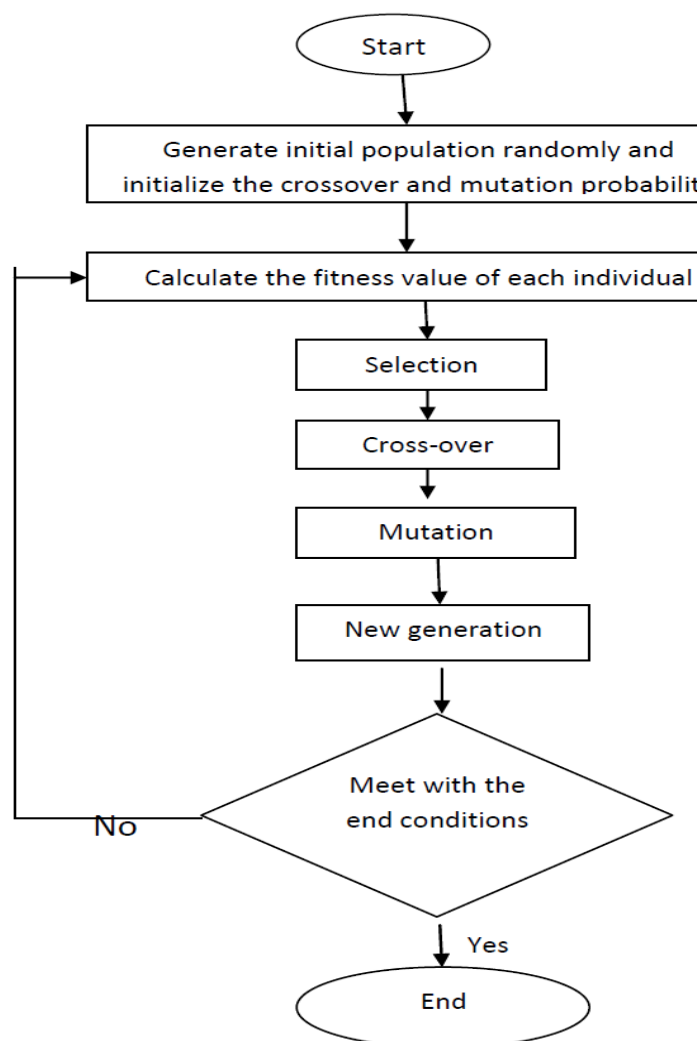 Start
Generate initial population randomly and
initialize the crossover and mutation probabilit
Calculate the fitness value of each individual
Selection
Cross-over
Mutation
New generation
Meet with the
end conditions
No
Yes
End